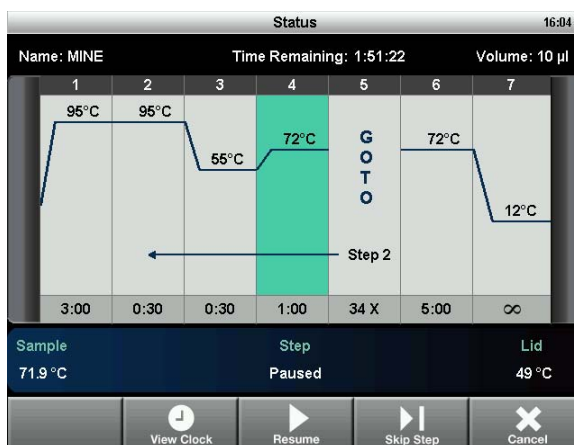 Status 16:04
Name: MINE Time Remaining: 1:51:22 Volume: 10 µl
1 2 3 4 5 6 7
95°C 95°C 55°C 72°C GOTO 72°C 12°C
Step 2
3:00 0:30 0:30 1:00 34 X 5:00 ∞
Sample Step Lid
71.9 °C Paused 49 °C
View Clock Resume Skip Step Cancel